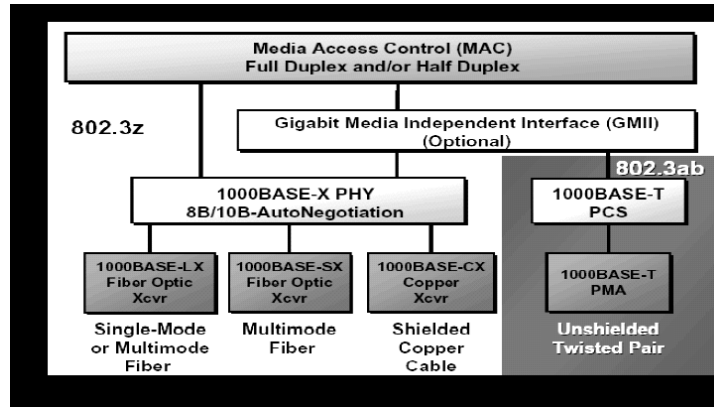 Media Access Control (MAC)
Full Duplex and/or Half Duplex
802.3z
Gigabit Media Independent Interface (GMII)
(Optional)
802.3ab
1000BASE-X PHY
8B/10B-AutoNegotiation
1000BASE-T
PCS
1000BASE-LX
Fiber Optic
Xcvr
1000BASE-SX
Fiber Optic
Xcvr
1000BASE-CX
Copper
Xcvr
1000BASE-T
PMA
Single-Mode
or Multimode
Fiber
Multimode
Fiber
Shielded
Copper
Cable
Unshielded
Twisted Pair